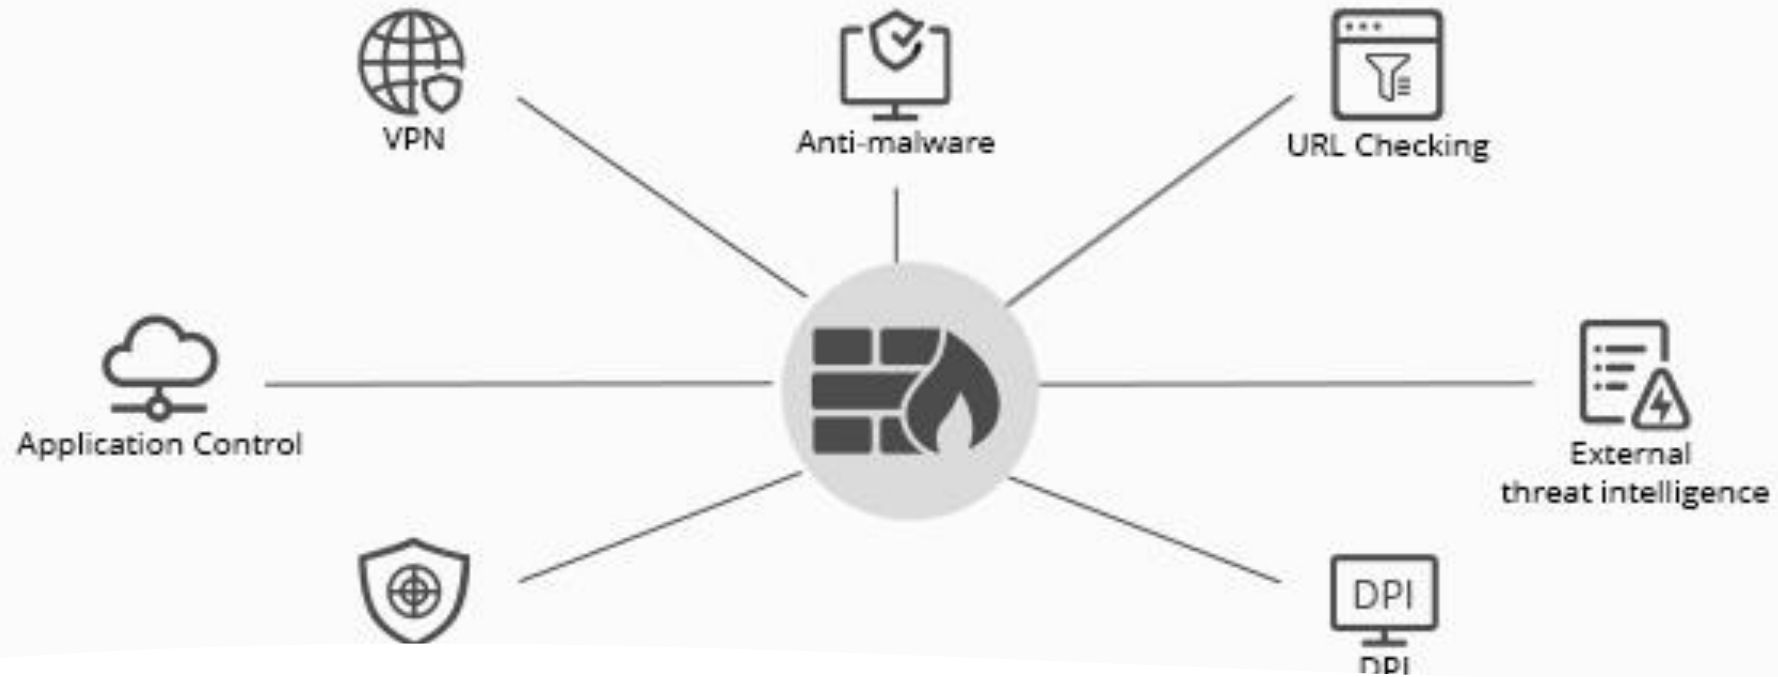 VPN
Anti-malware
URL Checking
Application Control
External
threat intelligence
DPI
DPI